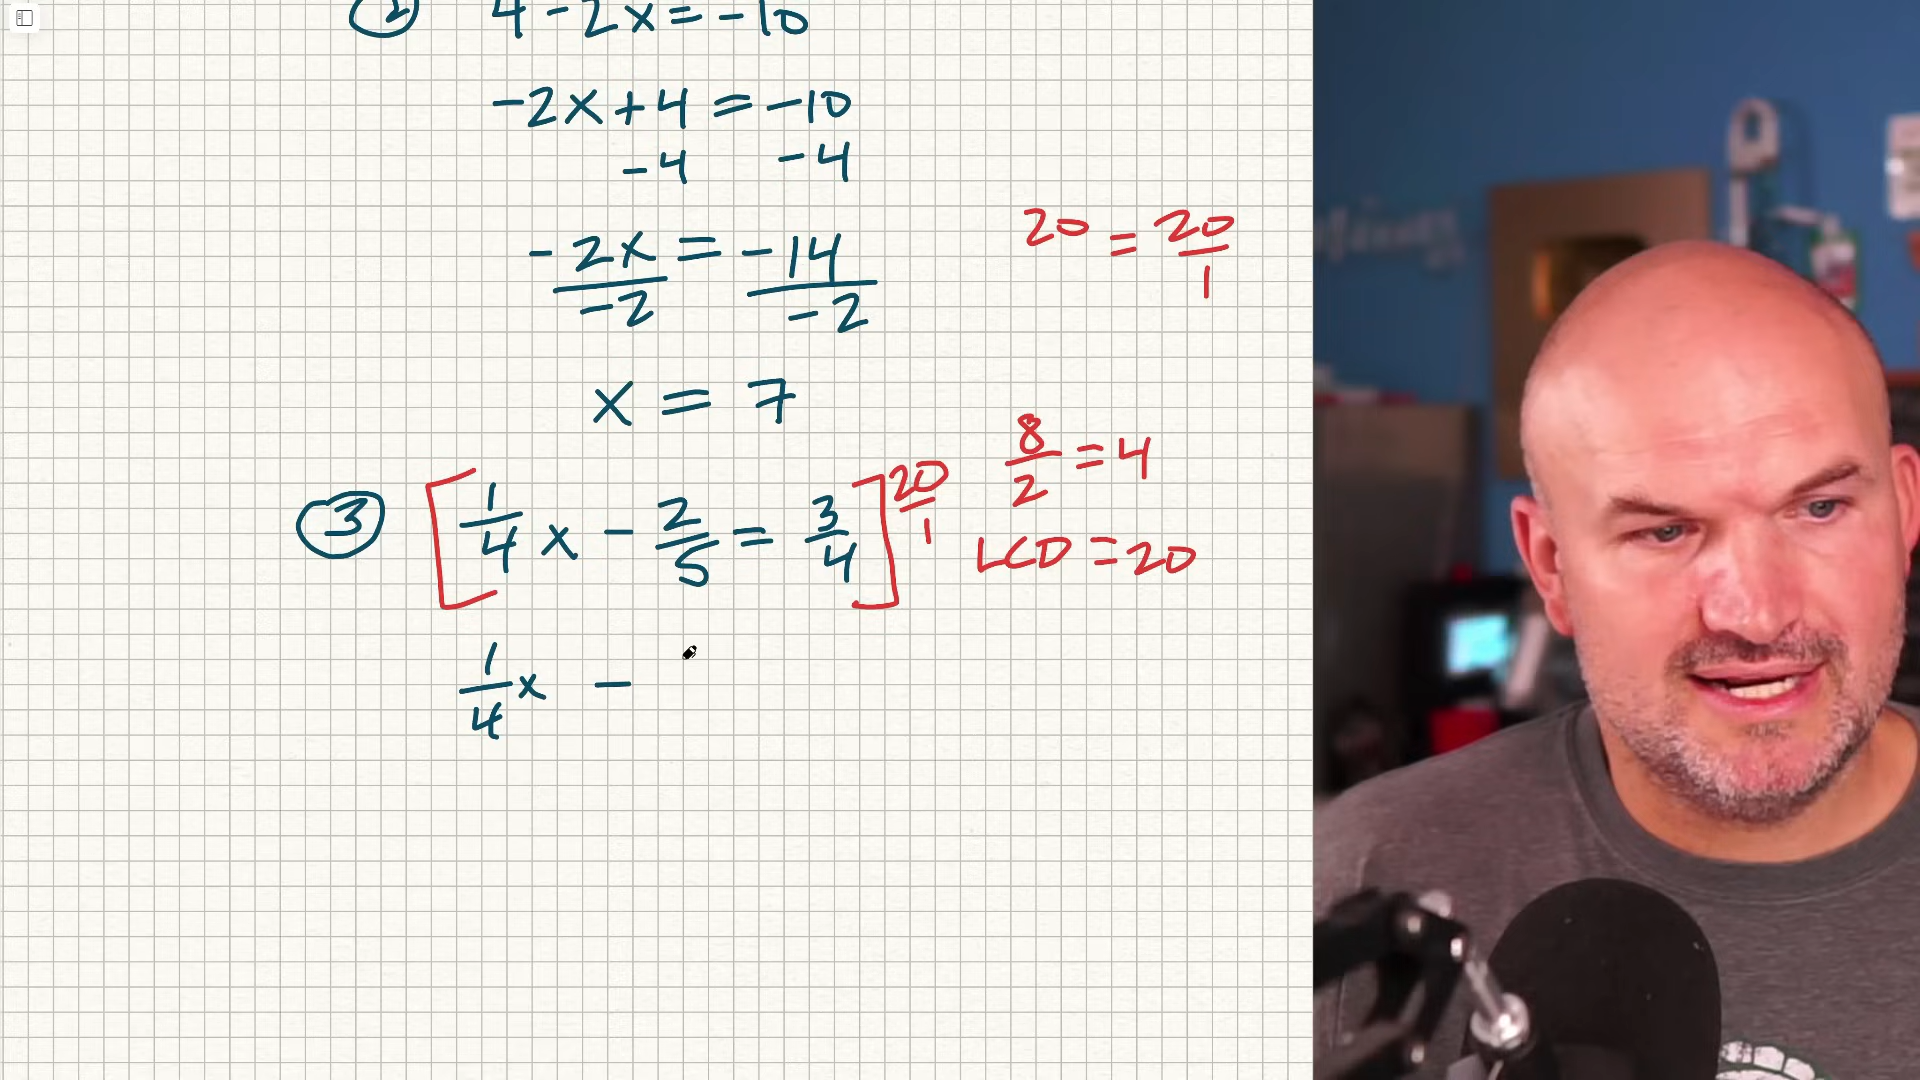 ② 4 - 2x = -10
-2x + 4 = -10
-4 -4
-2x = -14
-2 -2
x = 7
20 = 20/1
8/2 = 4
③ [1/4 x - 2/5 = 3/4] 20/1
LCD = 20
1/4 x -